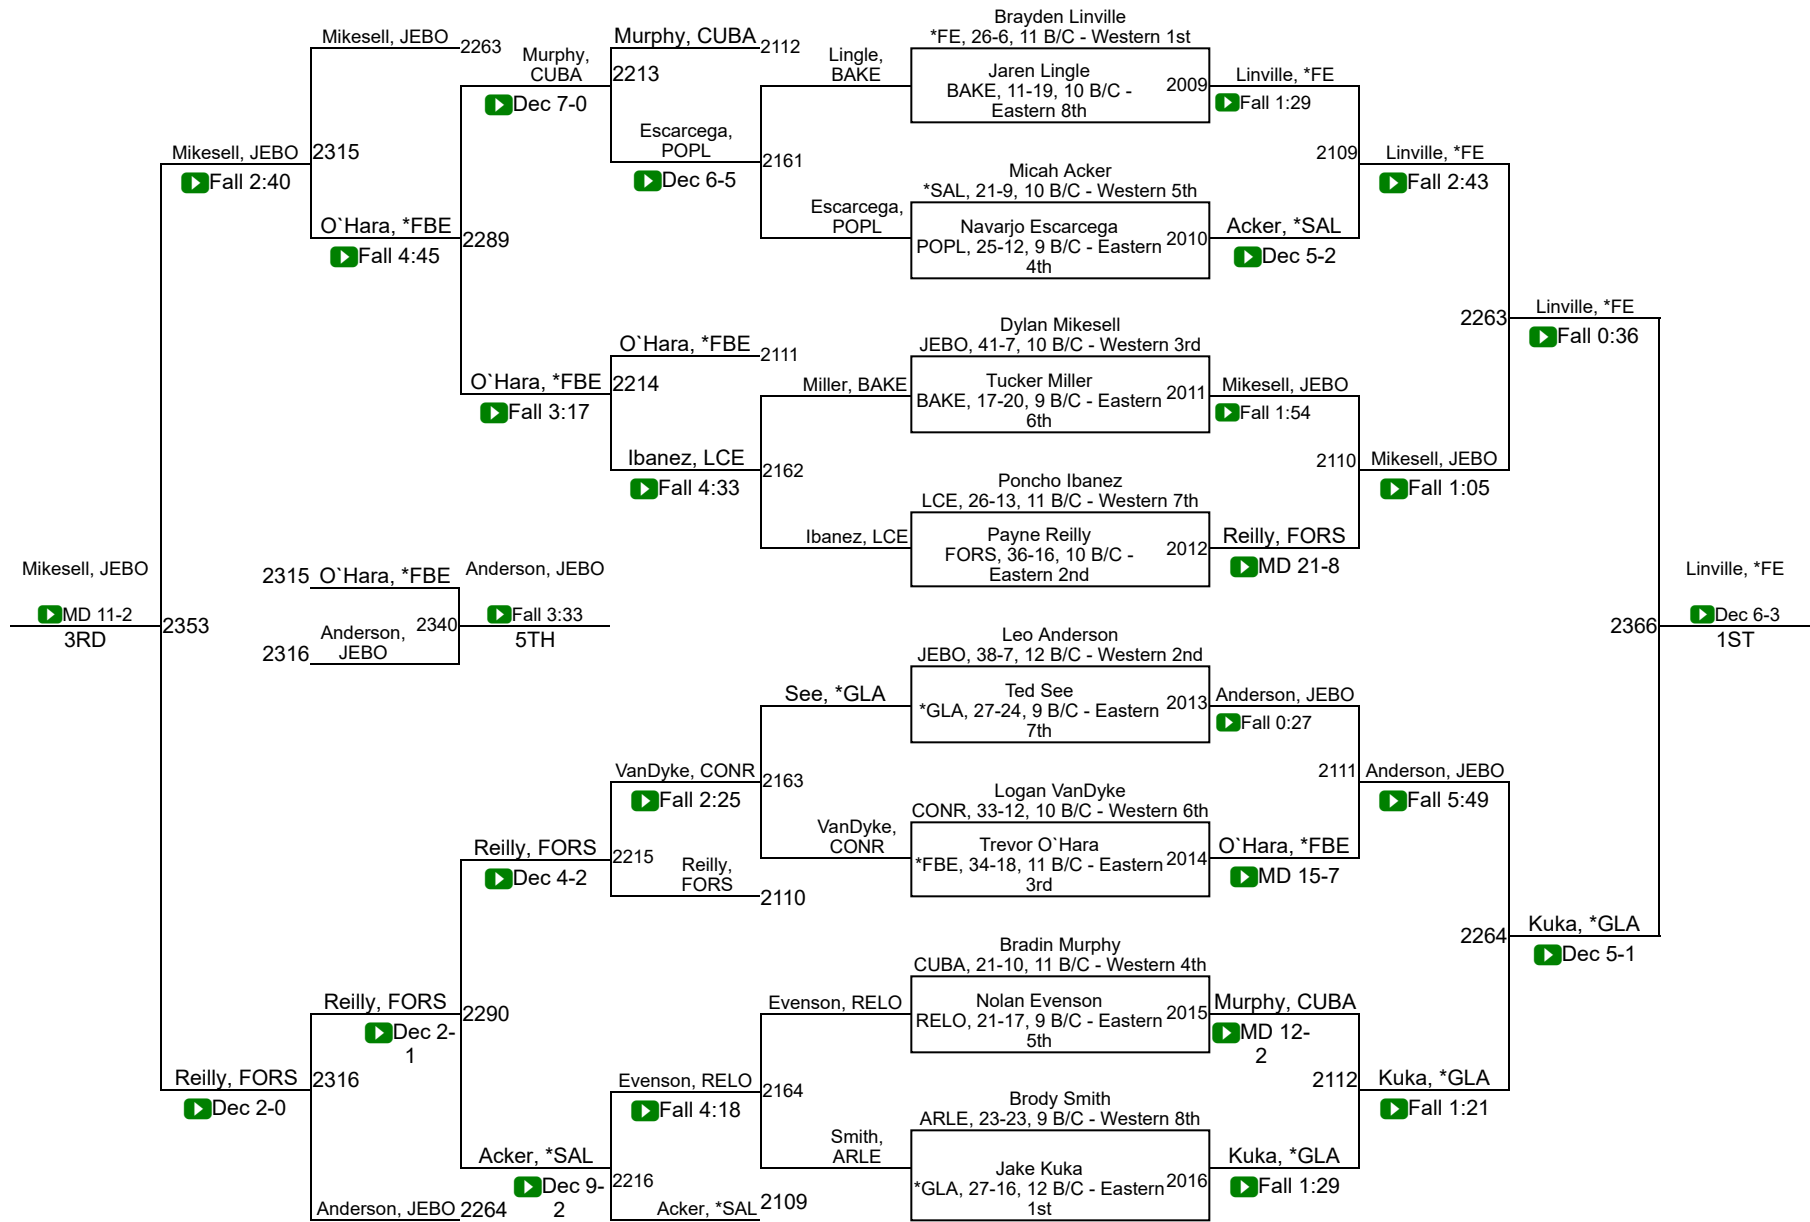 Mikesell, JEBO
MD 11-2
3RD
2353
Mikesell, JEBO
Fall 2:40
Reilly, FORS
Dec 2-0
Mikesell, JEBO
2263
2315
O`Hara, *FBE
Fall 4:45
2315
O`Hara, *FBE
Anderson,
JEBO
2316
2340
Anderson, JEBO
Fall 3:33
5TH
Reilly, FORS
Dec 2-
1
2316
Anderson, JEBO
2264
Murphy,
CUBA
Dec 7-0
2289
O`Hara, *FBE
Fall 3:17
Reilly, FORS
Dec 4-2
2290
Acker, *SAL
Dec 9-
2
Murphy, CUBA
2112
2213
Escarcega,
POPL
Dec 6-5
O`Hara, *FBE
2111
2214
Ibanez, LCE
Fall 4:33
VanDyke, CONR
Fall 2:25
2215
Reilly,
FORS
2110
Evenson, RELO
Fall 4:18
2216
Acker, *SAL
2109
Lingle,
BAKE
2161
Escarcega,
POPL
Miller, BAKE
2162
Ibanez, LCE
See, *GLA
2163
VanDyke,
CONR
Evenson, RELO
2164
Smith,
ARLE
Brayden Linville
*FE, 26-6, 11 B/C - Western 1st
Jaren Lingle
BAKE, 11-19, 10 B/C -
Eastern 8th
2009
Micah Acker
*SAL, 21-9, 10 B/C - Western 5th
Navarjo Escarcega
POPL, 25-12, 9 B/C - Eastern
4th
2010
Dylan Mikesell
JEBO, 41-7, 10 B/C - Western 3rd
Tucker Miller
BAKE, 17-20, 9 B/C - Eastern
6th
2011
Poncho Ibanez
LCE, 26-13, 11 B/C - Western 7th
Payne Reilly
FORS, 36-16, 10 B/C -
Eastern 2nd
2012
Leo Anderson
JEBO, 38-7, 12 B/C - Western 2nd
Ted See
*GLA, 27-24, 9 B/C - Eastern
7th
2013
Logan VanDyke
CONR, 33-12, 10 B/C - Western 6th
Trevor O`Hara
*FBE, 34-18, 11 B/C - Eastern
3rd
2014
Bradin Murphy
CUBA, 21-10, 11 B/C - Western 4th
Nolan Evenson
RELO, 21-17, 9 B/C - Eastern
5th
2015
Brody Smith
ARLE, 23-23, 9 B/C - Western 8th
Jake Kuka
*GLA, 27-16, 12 B/C - Eastern
1st
2016
Linville, *FE
Fall 1:29
2109
Acker, *SAL
Dec 5-2
Mikesell, JEBO
Fall 1:54
2110
Reilly, FORS
MD 21-8
Anderson, JEBO
Fall 0:27
2111
O`Hara, *FBE
MD 15-7
Murphy, CUBA
MD 12-
2
2112
Kuka, *GLA
Fall 1:29
Linville, *FE
Fall 2:43
2263
Mikesell, JEBO
Fall 1:05
Anderson, JEBO
Fall 5:49
2264
Kuka, *GLA
Fall 1:21
Linville, *FE
Fall 0:36
2366
Kuka, *GLA
Dec 5-1
Linville, *FE
Dec 6-3
1ST